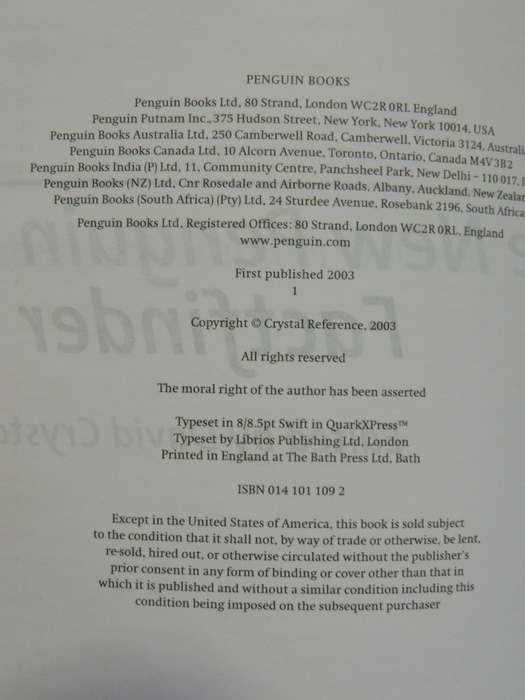 PENGUIN BOOKS
Penguin Books Ltd, 80 Strand, London WC2R 0RL England
Penguin Putnam Inc., 375 Hudson Street, New York, New York 10014, USA
Penguin Books Australia Ltd, 250 Camberwell Road, Camberwell, Victoria 3124, Australia
Penguin Books Canada Ltd, 10 Alcorn Avenue, Toronto, Ontario, Canada M4V 3B2
Penguin Books India (P) Ltd, 11, Community Centre, Panchsheel Park, New Delhi – 110 017, I
Penguin Books (NZ) Ltd, Cnr Rosedale and Airborne Roads, Albany, Auckland, New Zealan
Penguin Books (South Africa) (Pty) Ltd, 24 Sturdee Avenue, Rosebank 2196, South Africa
Penguin Books Ltd, Registered Offices: 80 Strand, London WC2R 0RL, England
www.penguin.com
First published 2003
1
Copyright © Crystal Reference, 2003
All rights reserved
The moral right of the author has been asserted
Typeset in 8/8.5pt Swift in QuarkXPress™
Typeset by Librios Publishing Ltd, London
Printed in England at The Bath Press Ltd, Bath
ISBN 014 101 109 2
Except in the United States of America, this book is sold subject
to the condition that it shall not, by way of trade or otherwise, be lent,
re-sold, hired out, or otherwise circulated without the publisher's
prior consent in any form of binding or cover other than that in
which it is published and without a similar condition including this
condition being imposed on the subsequent purchaser
e New Penguin
Factfinder
David Cryst